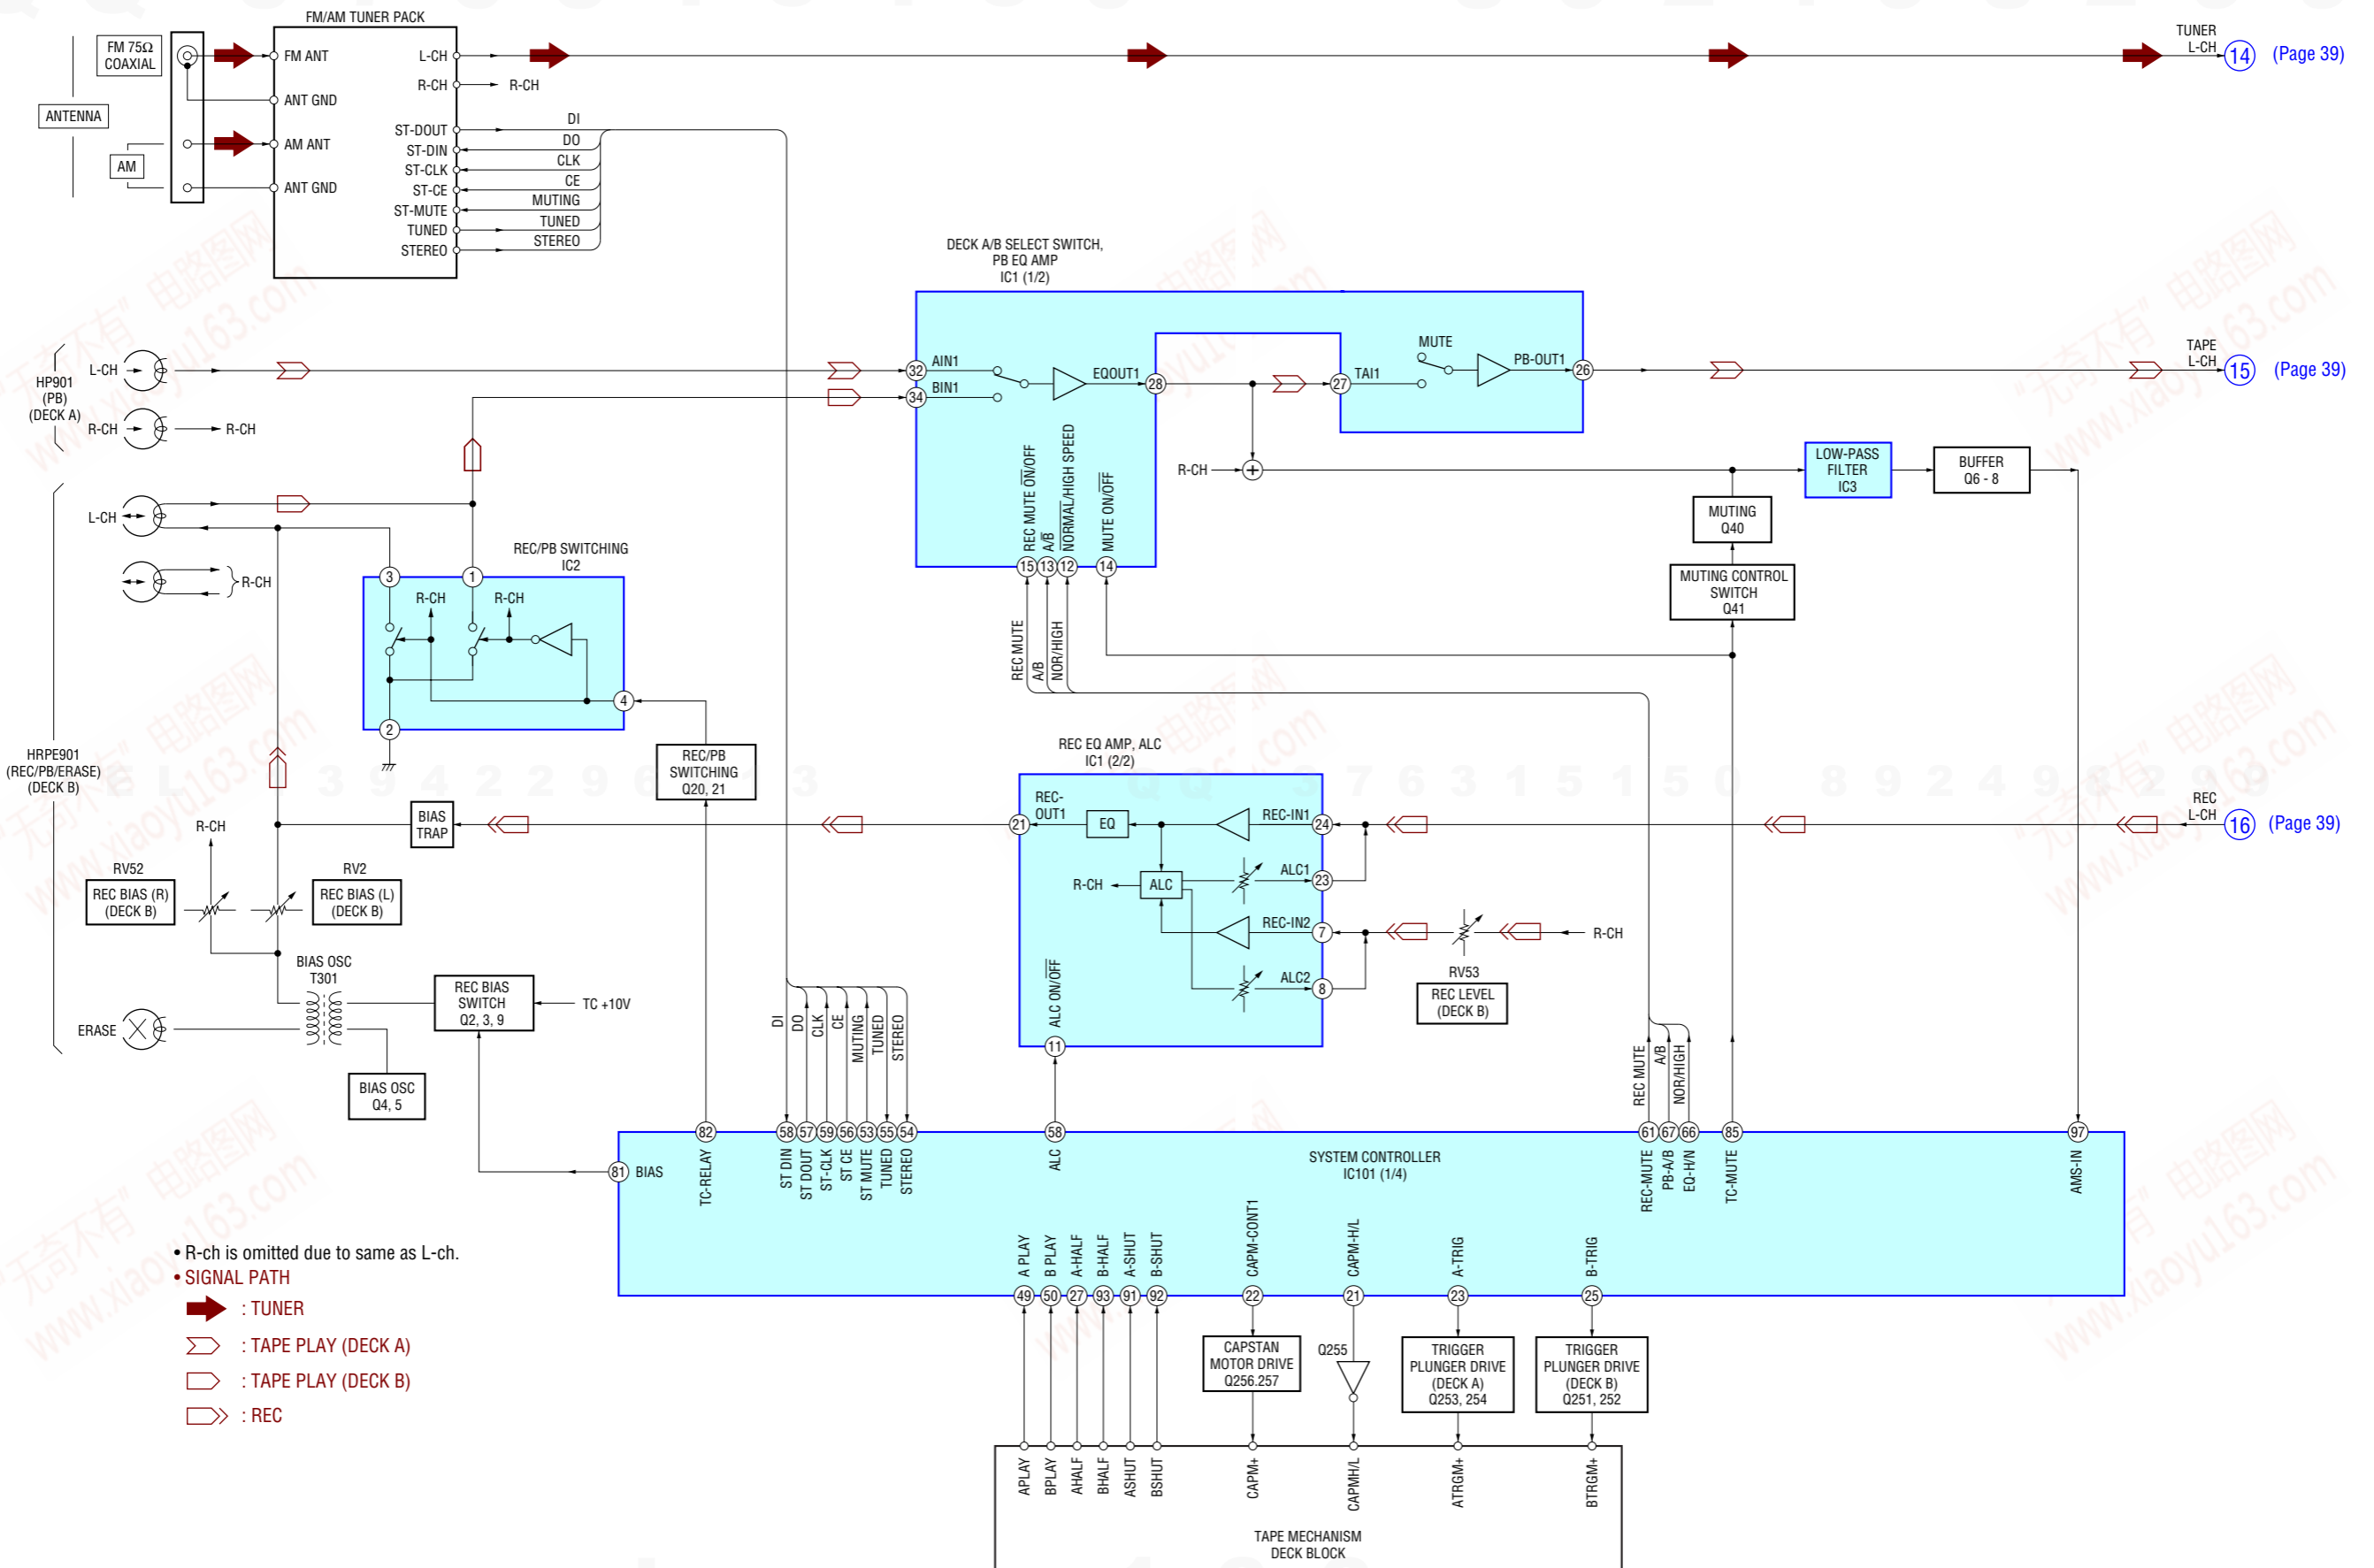 FM/AM TUNER PACK
FM 75Ω
COAXIAL
ANTENNA
AM
FM ANT
ANT GND
AM ANT
ANT GND
L-CH
R-CH
R-CH
ST-DOUT
ST-DIN
ST-CLK
ST-CE
ST-MUTE
TUNED
STEREO
DI
DO
CLK
CE
MUTING
TUNED
STEREO
TUNER
L-CH
14 (Page 39)
DECK A/B SELECT SWITCH,
PB EQ AMP
IC1 (1/2)
HP901
(PB)
(DECK A)
L-CH
R-CH
R-CH
32 AIN1
34 BIN1
EQOUT1 28
27 TAI1
MUTE
PB-OUT1 26
TAPE
L-CH
15 (Page 39)
REC MUTE ON/OFF
A/B
NORMAL/HIGH SPEED
MUTE ON/OFF
15 13 12 14
R-CH
+
LOW-PASS
FILTER
IC3
BUFFER
Q6 - 8
MUTING
Q40
MUTING CONTROL
SWITCH
Q41
REC MUTE
A/B
NOR/HIGH
HRPE901
(REC/PB/ERASE)
(DECK B)
L-CH
R-CH
REC/PB SWITCHING
IC2
3 1
R-CH R-CH
4
2
REC/PB
SWITCHING
Q20, 21
REC EQ AMP, ALC
IC1 (2/2)
REC-
OUT1
21
EQ
REC-IN1 24
ALC1
23
R-CH
ALC
REC-IN2 7
ALC2
8
ALC ON/OFF
11
REC
L-CH
16 (Page 39)
R-CH
RV53
REC LEVEL
(DECK B)
BIAS
TRAP
R-CH
RV52
REC BIAS (R)
(DECK B)
RV2
REC BIAS (L)
(DECK B)
BIAS OSC
T301
REC BIAS
SWITCH
Q2, 3, 9
TC +10V
ERASE
BIAS OSC
Q4, 5
DI
DO
CLK
CE
MUTING
TUNED
STEREO
REC MUTE
A/B
NOR/HIGH
82 58 57 59 56 53 55 54 58 61 67 66 85 97
81 BIAS
TC-RELAY
ST DIN
ST DOUT
ST-CLK
ST CE
ST MUTE
TUNED
STEREO
ALC
SYSTEM CONTROLLER
IC101 (1/4)
REC-MUTE
PB-A/B
EQ-H/N
TC-MUTE
AMS-IN
A PLAY
B PLAY
A-HALF
B-HALF
A-SHUT
B-SHUT
CAPM-CONT1
CAPM-H/L
A-TRIG
B-TRIG
49 50 27 93 91 92 22 21 23 25
CAPSTAN
MOTOR DRIVE
Q256.257
Q255
TRIGGER
PLUNGER DRIVE
(DECK A)
Q253, 254
TRIGGER
PLUNGER DRIVE
(DECK B)
Q251, 252
APLAY
BPLAY
AHALF
BHALF
ASHUT
BSHUT
CAPM+
CAPMH/L
ATRGM+
BTRGM+
TAPE MECHANISM
DECK BLOCK
• R-ch is omitted due to same as L-ch.
• SIGNAL PATH
: TUNER
: TAPE PLAY (DECK A)
: TAPE PLAY (DECK B)
: REC
"无奇不有" 电路图网
www.xiaoyu163.com